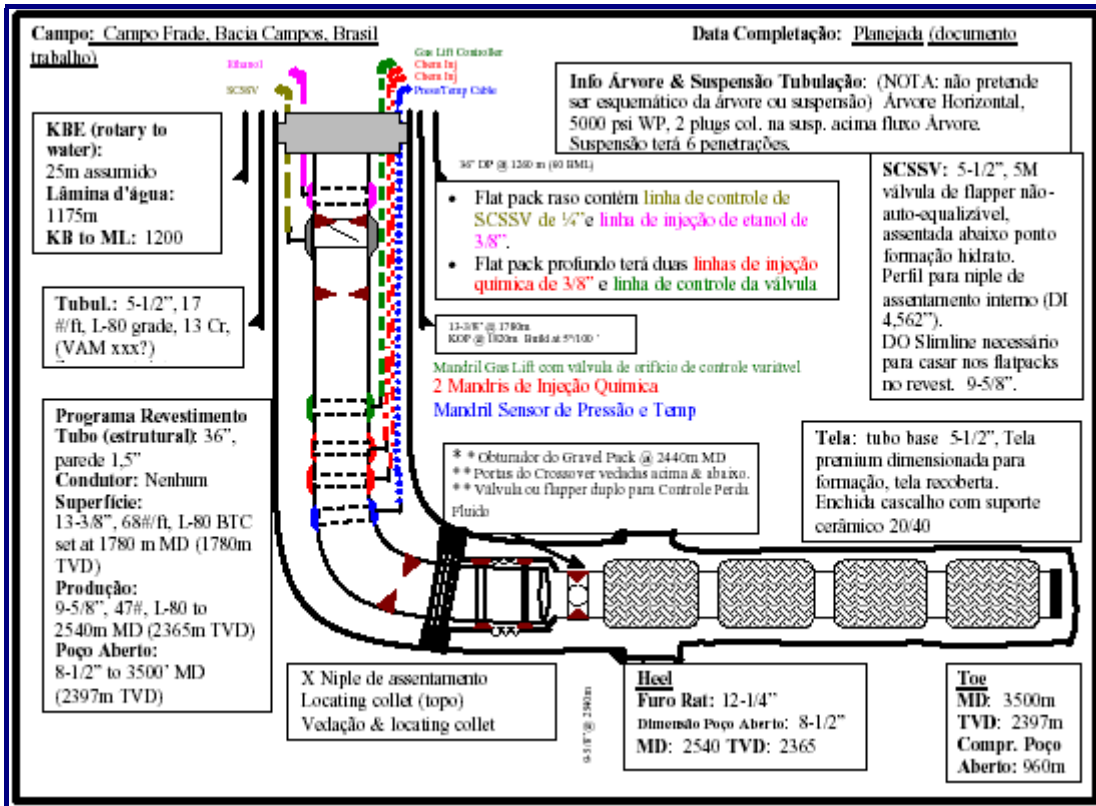 Campo: Campo Frade, Bacia Campos, Brasil
trabalho)
Data Completação: Planejada (documento
Ethanol
SCSSV
Gas Lift Controller
Chem Inj
Chem Inj
Press/Temp Cable
Info Árvore & Suspensão Tubulação: (NOTA: não pretende
ser esquemático da árvore ou suspensão) Árvore Horizontal,
5000 psi WP, 2 plugs col. na susp. acima fluxo Árvore.
Suspensão terá 6 penetrações.
KBE (rotary to
water):
25m assumido
Lâmina d'água:
1175m
KB to ML: 1200
36" DP @ 1260 m (60 BML)
• Flat pack raso contém linha de controle de
SCSSV de ¼" e linha de injeção de etanol de
3/8".
• Flat pack profundo terá duas linhas de injeção
química de 3/8" e linha de controle da válvula
SCSSV: 5-1/2", 5M
válvula de flapper não-
auto-equalizável,
assentada abaixo ponto
formação hidrato.
Perfil para niple de
assentamento interno (DI
4,562").
DO Slimline necessário
para casar nos flatpacks
no revest. 9-5/8".
Tubul.: 5-1/2", 17
#/ft, L-80 grade, 13 Cr,
(VAM xxx?)
13-3/8" @ 1780m
KOP @ 1820m Build at 5°/100'
Mandril Gas Lift com válvula de orifício de controle variável
2 Mandris de Injeção Química
Mandril Sensor de Pressão e Temp
Programa Revestimento
Tubo (estrutural): 36",
parede 1,5"
Condutor: Nenhum
Superfície:
13-3/8", 68#/ft, L-80 BTC
set at 1780 m MD (1780m
TVD)
Produção:
9-5/8", 47#, L-80 to
2540m MD (2365m TVD)
Poço Aberto:
8-1/2" to 3500' MD
(2397m TVD)
* * Obturador do Gravel Pack @ 2440m MD
** Portas do Crossover vedadas acima & abaixo.
** Válvula ou flapper duplo para Controle Perda
Fluido
Tela: tubo base 5-1/2", Tela
premium dimensionada para
formação, tela recoberta.
Enchida cascalho com suporte
cerâmico 20/40
X Niple de assentamento
Locating collet (topo)
Vedação & locating collet
9-5/8" @ 2540m
Heel
Furo Rat: 12-1/4"
Dimensão Poço Aberto: 8-1/2"
MD: 2540 TVD: 2365
Toe
MD: 3500m
TVD: 2397m
Compr. Poço
Aberto: 960m